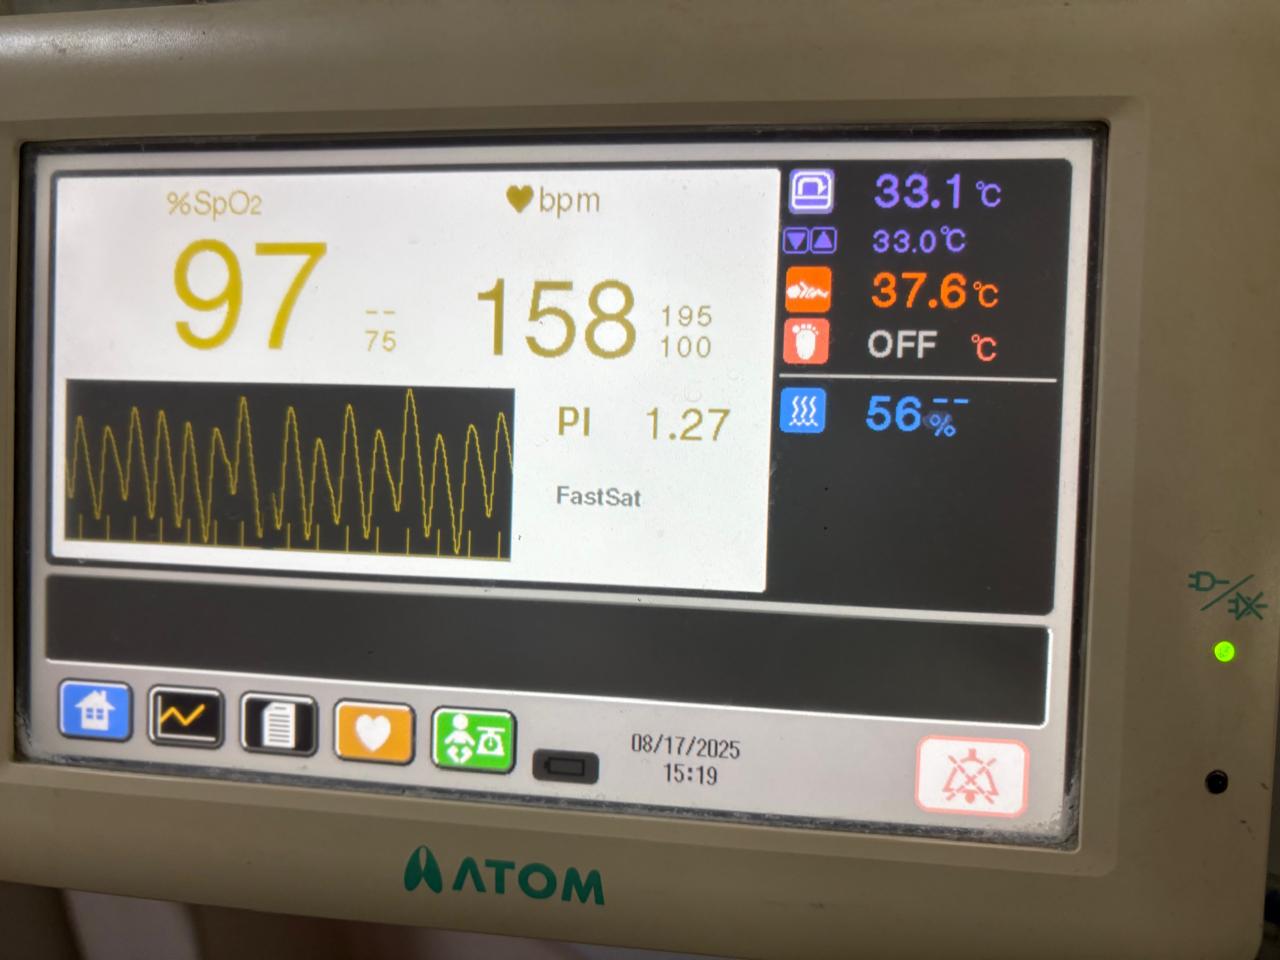 %SpO2
97
--
75
bpm
158
195
100
PI 1.27
FastSat
33.1℃
33.0℃
37.6℃
OFF ℃
56 --
%
08/17/2025
15:19
ATOM